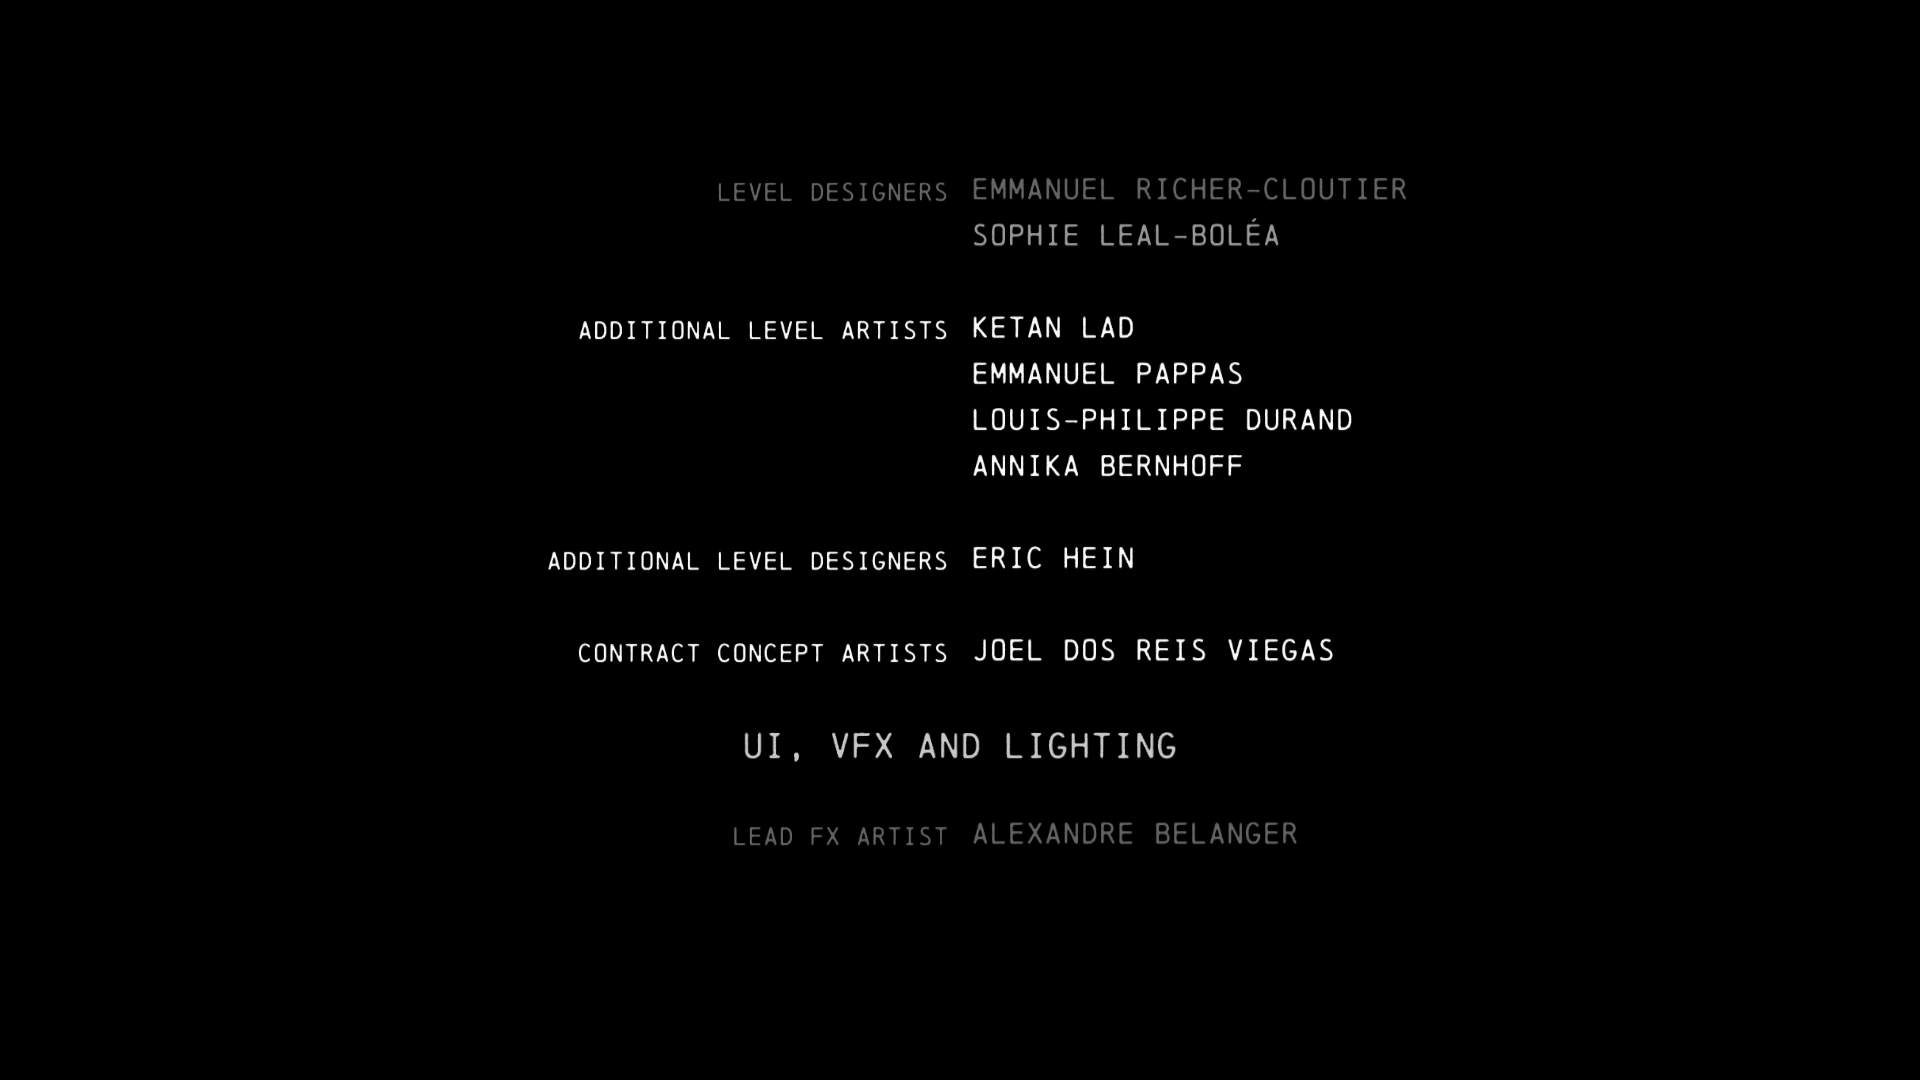 LEVEL DESIGNERS EMMANUEL RICHER-CLOUTIER
SOPHIE LEAL-BOLÉA
ADDITIONAL LEVEL ARTISTS KETAN LAD
EMMANUEL PAPPAS
LOUIS-PHILIPPE DURAND
ANNIKA BERNHOFF
ADDITIONAL LEVEL DESIGNERS ERIC HEIN
CONTRACT CONCEPT ARTISTS JOEL DOS REIS VIEGAS
UI, VFX AND LIGHTING
LEAD FX ARTIST ALEXANDRE BELANGER